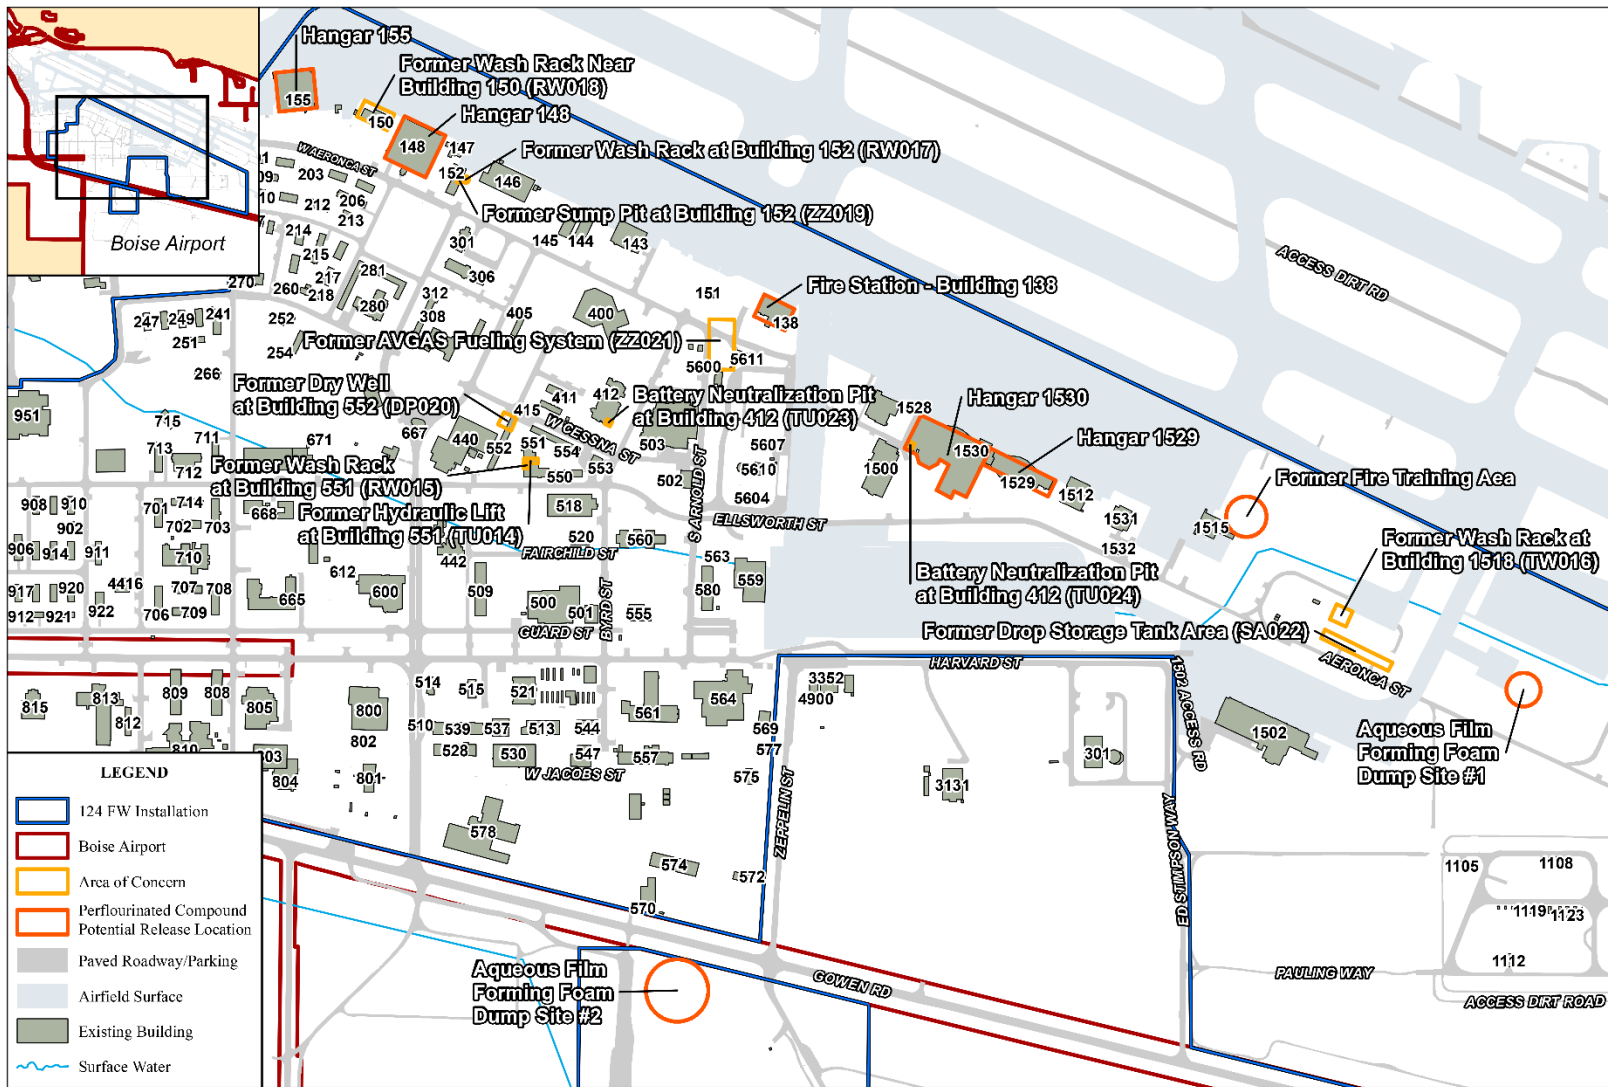 Hangar 155
Former Wash Rack Near
Building 150 (RW018)
Hangar 148
155
150
148
147
Former Wash Rack at Building 152 (RW017)
152
146
Former Sump Pit at Building 152 (ZZ019)
W AERONCA ST
203
206
212
213
214
215
217
218
260
270
281
280
301
306
145
144
143
Boise Airport
ACCESS DIRT RD
312
308
405
400
151
Fire Station - Building 138
138
247
249
241
251
252
254
266
Former AVGAS Fueling System (ZZ021)
5600
5611
Former Dry Well
at Building 552 (DP020)
415
411
412
Battery Neutralization Pit
at Building 412 (TU023)
W CESSNA ST
1528
Hangar 1530
Hangar 1529
951
715
713
711
712
671
667
440
552
551
554
553
550
503
502
5607
5610
5604
1500
1530
1529
1512
Former Wash Rack
at Building 551 (RW015)
Former Hydraulic Lift
at Building 551 (TU014)
S ARNOLD ST
ELLSWORTH ST
Former Fire Training Aea
1531
1532
1515
Former Wash Rack at
Building 1518 (TW016)
908
910
902
906
914
911
701
714
702
703
710
668
518
520
560
563
FAIRCHILD ST
442
612
Battery Neutralization Pit
at Building 412 (TU024)
917
920
912
921
922
4416
706
707
709
708
665
600
509
500
501
555
580
559
GUARD ST
BYRD ST
Former Drop Storage Tank Area (SA022)
AERONCA ST
HARVARD ST
1502 ACCESS RD
815
813
812
809
808
810
805
803
804
800
802
801
514
515
510
521
539
537
513
544
528
530
547
557
561
564
569
577
575
W JACOBS ST
3352
4900
ZEPPELIN ST
3131
301
1502
Aqueous Film
Forming Foam
Dump Site #1
ED STIMPSON WAY
578
574
572
570
1105
1108
1119
1123
1112
PAULING WAY
ACCESS DIRT ROAD
GOWEN RD
Aqueous Film
Forming Foam
Dump Site #2
LEGEND
124 FW Installation
Boise Airport
Area of Concern
Perflourinated Compound
Potential Release Location
Paved Roadway/Parking
Airfield Surface
Existing Building
Surface Water